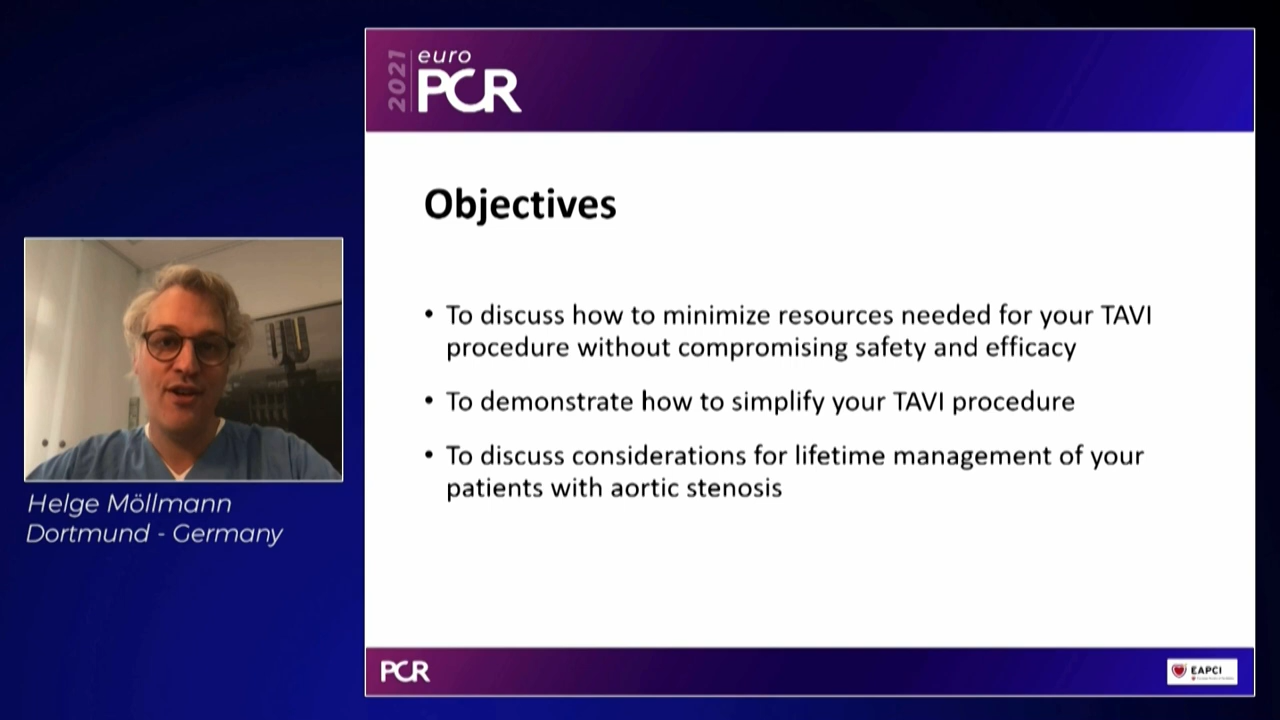 2021
euro
PCR
Objectives
• To discuss how to minimize resources needed for your TAVI
procedure without compromising safety and efficacy
• To demonstrate how to simplify your TAVI procedure
• To discuss considerations for lifetime management of your
patients with aortic stenosis
Helge Möllmann
Dortmund - Germany
PCR
EAPCI